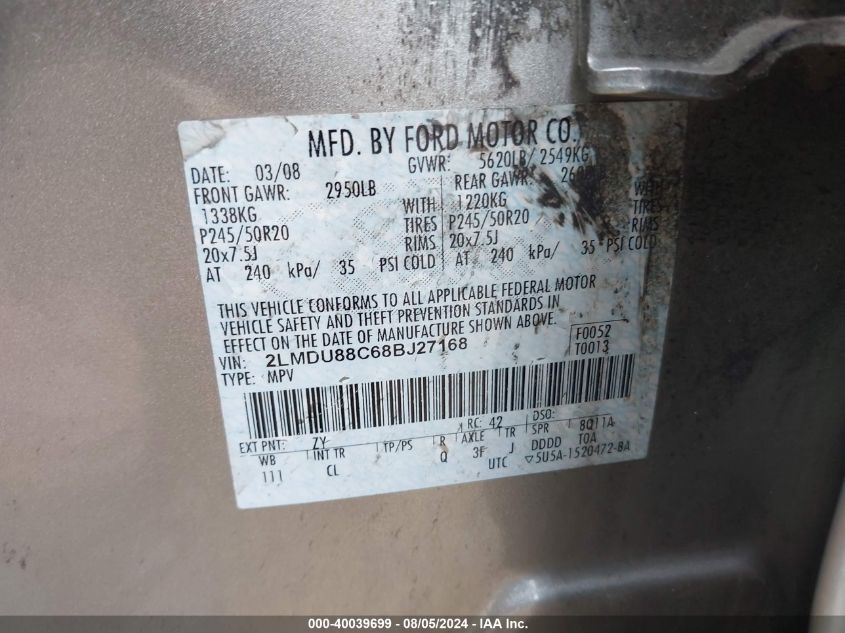 MFD. BY FORD MOTOR CO.
DATE: 03/08 GVWR: 5620LB/ 2549KG
FRONT GAWR: 2950LB REAR GAWR:
1338KG WITH 1220KG WITH
P245/50R20 TIRES P245/50R20 TIRES
20x7.5J RIMS 20x7.5J RIMS
AT 240 kPa/ 35 PSI COLD AT 240 kPa/ 35 PSI COLD
THIS VEHICLE CONFORMS TO ALL APPLICABLE FEDERAL MOTOR
VEHICLE SAFETY AND THEFT PREVENTION STANDARDS IN
EFFECT ON THE DATE OF MANUFACTURE SHOWN ABOVE.
VIN: 2LMDU88C68BJ27168 F0052
TYPE: MPV T0013
EXT PNT: ZY RC: 42 DSO:
WB INT TR TP/PS R AXLE TR SPR 8Q11A
111 CL Q 3F J DDDD TOA
UTC ▽5U5A-1520472-BA
000-40039699 - 08/05/2024 - IAA Inc.